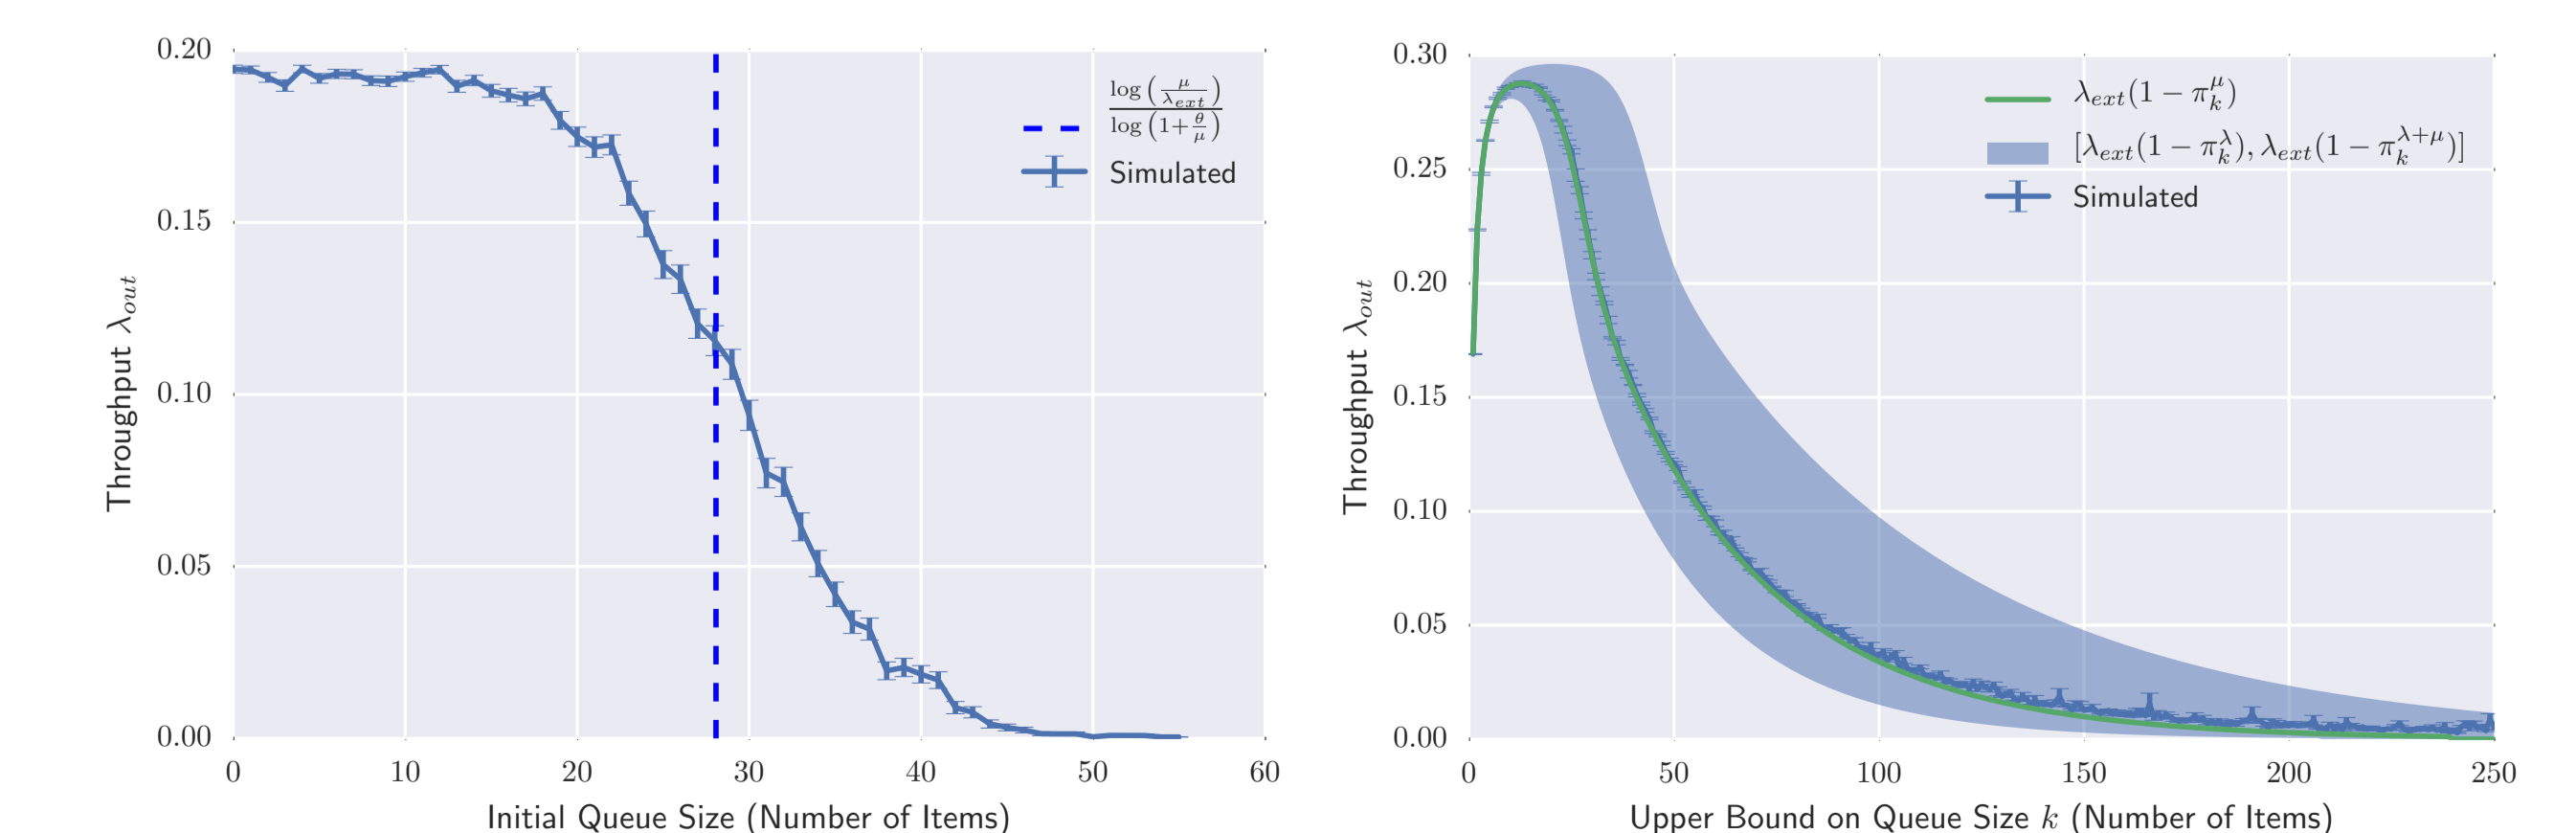 0.20
0.15
0.10
0.05
0.00
0 10 20 30 40 50 60
Throughput λ_out
Initial Queue Size (Number of Items)
log(μ/λ_ext)/log(1+θ/μ)
Simulated
0.30
0.25
0.20
0.15
0.10
0.05
0.00
0 50 100 150 200 250
Throughput λ_out
Upper Bound on Queue Size k (Number of Items)
λ_ext(1 − π_k^μ)
[λ_ext(1 − π_k^λ), λ_ext(1 − π_k^{λ+μ})]
Simulated